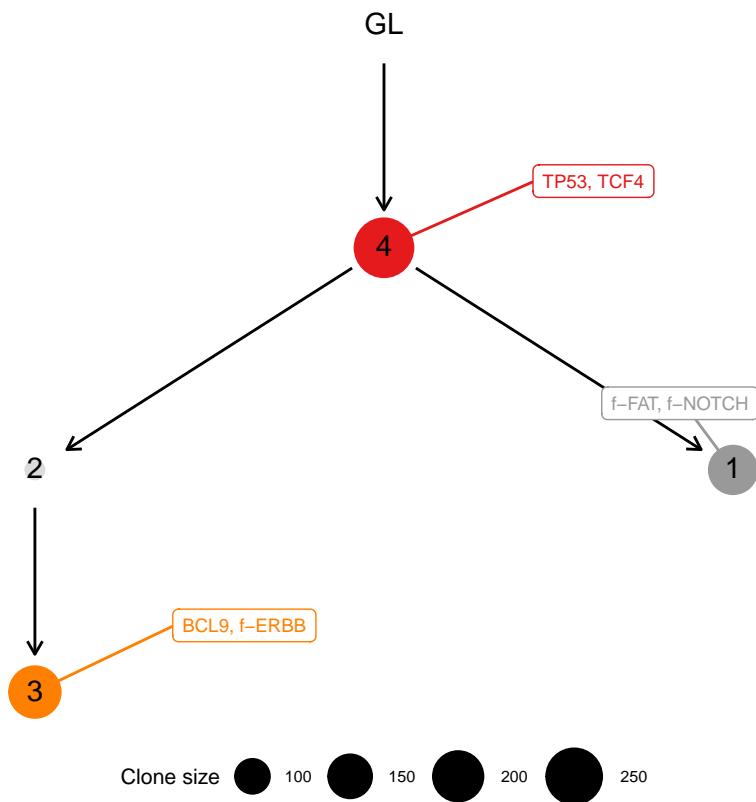 GL
TP53, TCF4
4
f−FAT, f−NOTCH
2
1
BCL9, f−ERBB
3
Clone size 100 150 200 250